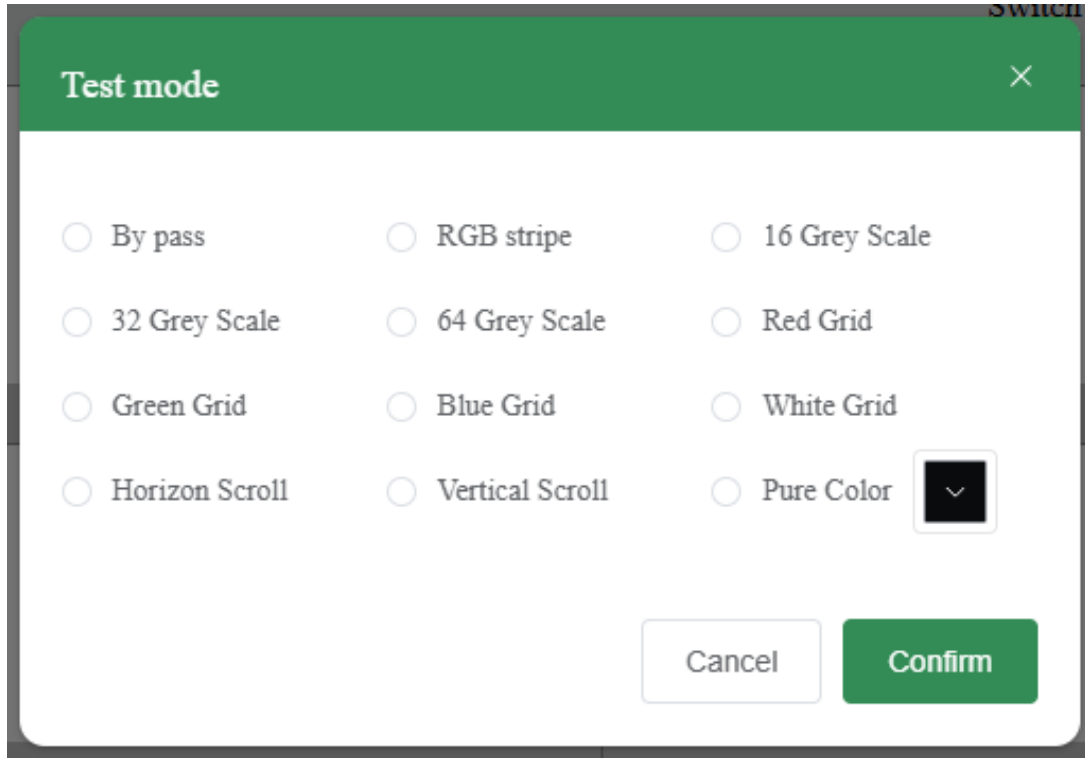 Switch
Test mode
By pass RGB stripe 16 Grey Scale
32 Grey Scale 64 Grey Scale Red Grid
Green Grid Blue Grid White Grid
Horizon Scroll Vertical Scroll Pure Color
Cancel Confirm